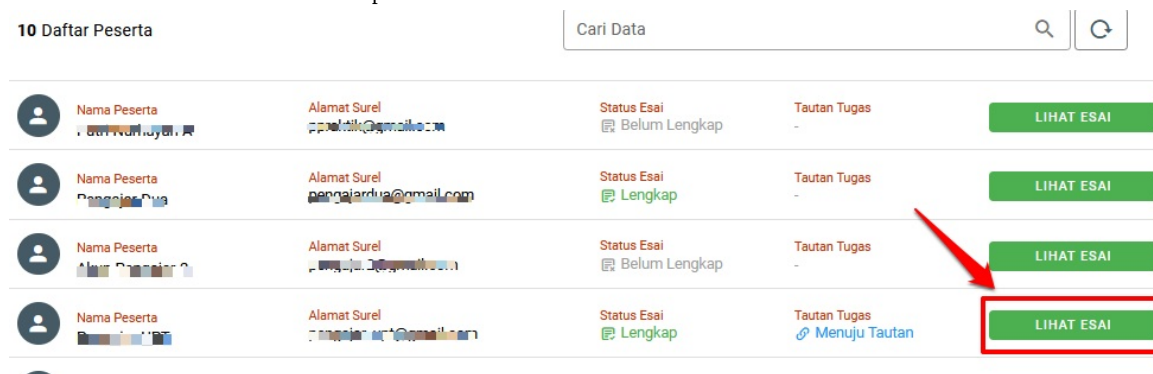 10 Daftar Peserta
Cari Data
Nama Peserta Alamat Surel Status Esai Tautan Tugas
Belum Lengkap - LIHAT ESAI
Nama Peserta Alamat Surel Status Esai Tautan Tugas
pengajardua@gmail.com Lengkap - LIHAT ESAI
Nama Peserta Alamat Surel Status Esai Tautan Tugas
Belum Lengkap - LIHAT ESAI
Nama Peserta Alamat Surel Status Esai Tautan Tugas
Lengkap Menuju Tautan LIHAT ESAI